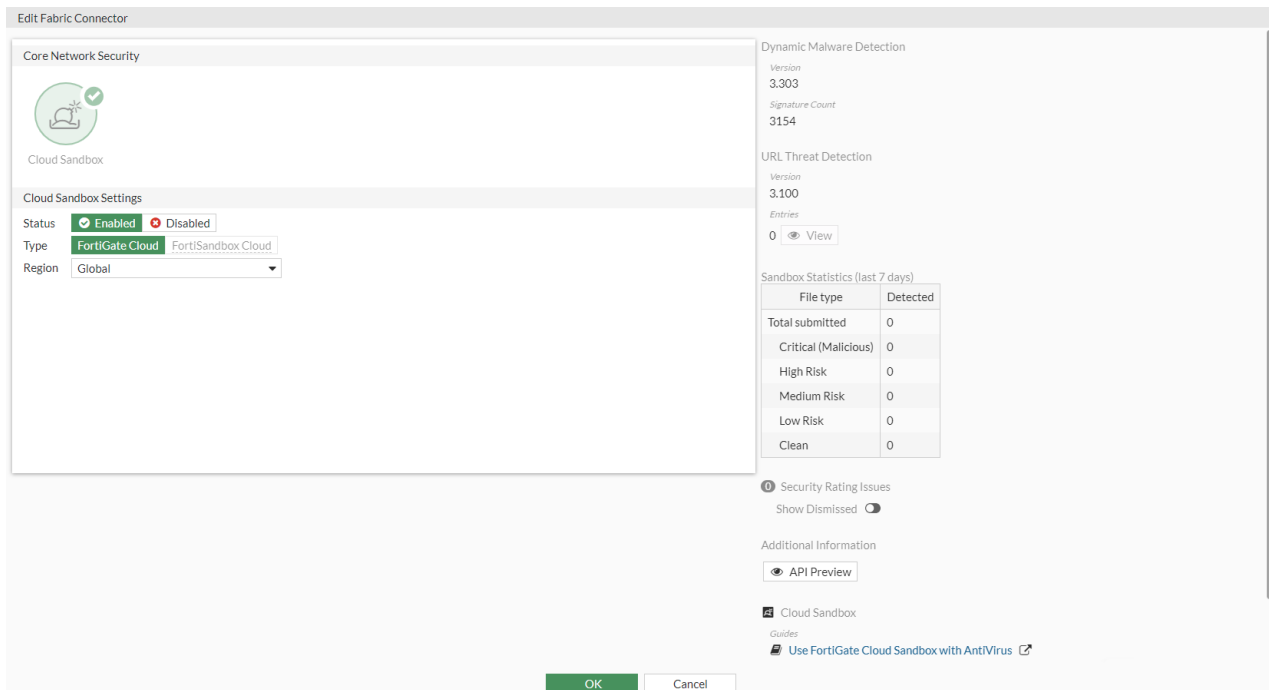 Edit Fabric Connector
Core Network Security
Cloud Sandbox
Cloud Sandbox Settings
Status Enabled Disabled
Type FortiGate Cloud FortiSandbox Cloud
Region Global
Dynamic Malware Detection
Version
3.303
Signature Count
3154
URL Threat Detection
Version
3.100
Entries
0 View
Sandbox Statistics (last 7 days)
File type Detected
Total submitted 0
Critical (Malicious) 0
High Risk 0
Medium Risk 0
Low Risk 0
Clean 0
0 Security Rating Issues
Show Dismissed
Additional Information
API Preview
Cloud Sandbox
Guides
Use FortiGate Cloud Sandbox with AntiVirus
OK Cancel